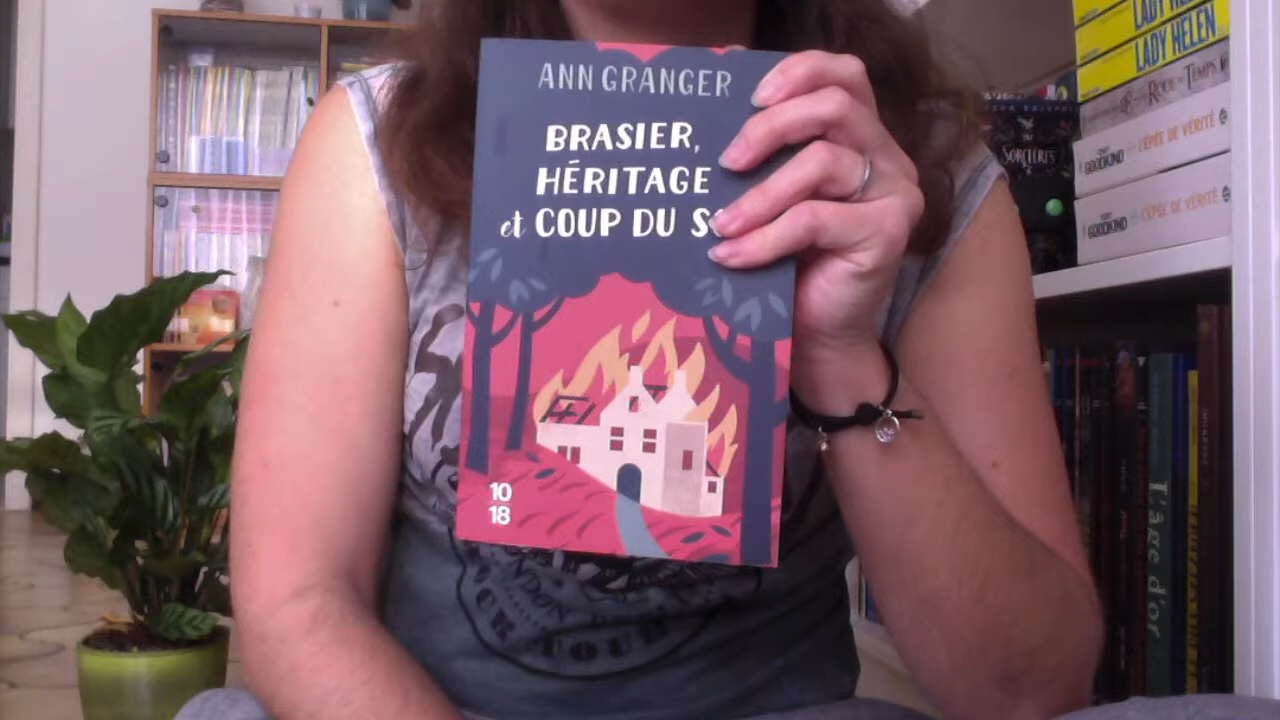 ANN GRANGER
BRASIER,
HÉRITAGE
et COUP DU S
10
18
LADY HELEN
LADY HELEN
SORCIÈRES
GOODKIND L'ÉPÉE DE VÉRITÉ
GOODKIND L'ÉPÉE DE VÉRITÉ
L'âge d'or